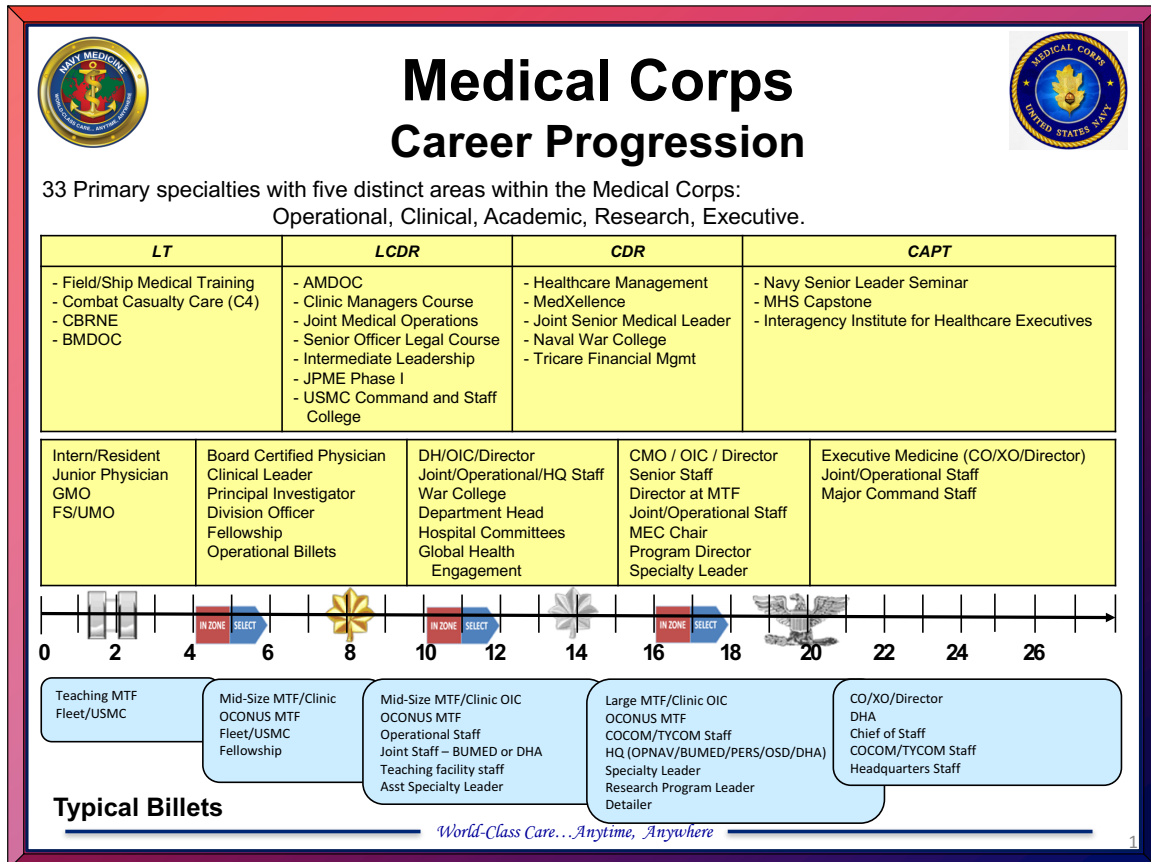 NAVY MEDICINE
WORLD-CLASS CARE... ANYTIME, ANYWHERE
MEDICAL CORPS
UNITED STATES NAVY
Medical Corps
Career Progression
33 Primary specialties with five distinct areas within the Medical Corps:
Operational, Clinical, Academic, Research, Executive.
LT
- Field/Ship Medical Training
- Combat Casualty Care (C4)
- CBRNE
- BMDOC
LCDR
- AMDOC
- Clinic Managers Course
- Joint Medical Operations
- Senior Officer Legal Course
- Intermediate Leadership
- JPME Phase I
- USMC Command and Staff
College
CDR
- Healthcare Management
- MedXellence
- Joint Senior Medical Leader
- Naval War College
- Tricare Financial Mgmt
CAPT
- Navy Senior Leader Seminar
- MHS Capstone
- Interagency Institute for Healthcare Executives
Intern/Resident
Junior Physician
GMO
FS/UMO
Board Certified Physician
Clinical Leader
Principal Investigator
Division Officer
Fellowship
Operational Billets
DH/OIC/Director
Joint/Operational/HQ Staff
War College
Department Head
Hospital Committees
Global Health
Engagement
CMO / OIC / Director
Senior Staff
Director at MTF
Joint/Operational Staff
MEC Chair
Program Director
Specialty Leader
Executive Medicine (CO/XO/Director)
Joint/Operational Staff
Major Command Staff
IN ZONE SELECT
IN ZONE SELECT
IN ZONE SELECT
0 2 4 6 8 10 12 14 16 18 20 22 24 26
Teaching MTF
Fleet/USMC
Mid-Size MTF/Clinic
OCONUS MTF
Fleet/USMC
Fellowship
Mid-Size MTF/Clinic OIC
OCONUS MTF
Operational Staff
Joint Staff – BUMED or DHA
Teaching facility staff
Asst Specialty Leader
Large MTF/Clinic OIC
OCONUS MTF
COCOM/TYCOM Staff
HQ (OPNAV/BUMED/PERS/OSD/DHA)
Specialty Leader
Research Program Leader
Detailer
CO/XO/Director
DHA
Chief of Staff
COCOM/TYCOM Staff
Headquarters Staff
Typical Billets
World-Class Care…Anytime, Anywhere
1